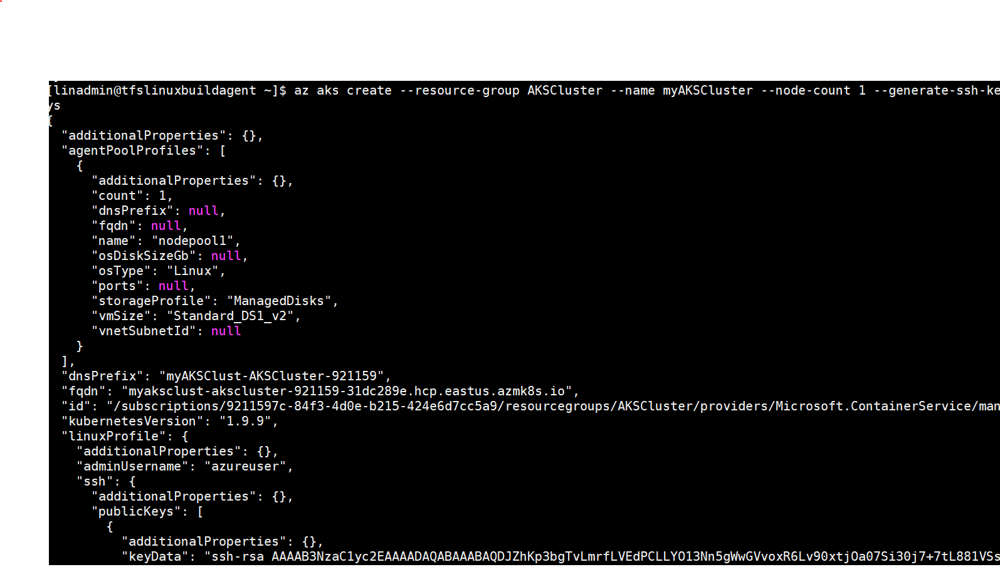 [linadmin@tfslinuxbuildagent ~]$ az aks create --resource-group AKSCluster --name myAKSCluster --node-count 1 --generate-ssh-ke
ys
{
  "additionalProperties": {},
  "agentPoolProfiles": [
    {
      "additionalProperties": {},
      "count": 1,
      "dnsPrefix": null,
      "fqdn": null,
      "name": "nodepool1",
      "osDiskSizeGb": null,
      "osType": "Linux",
      "ports": null,
      "storageProfile": "ManagedDisks",
      "vmSize": "Standard_DS1_v2",
      "vnetSubnetId": null
    }
  ],
  "dnsPrefix": "myAKSClust-AKSCluster-921159",
  "fqdn": "myaksclust-akscluster-921159-31dc289e.hcp.eastus.azmk8s.io",
  "id": "/subscriptions/9211597c-84f3-4d0e-b215-424e6d7cc5a9/resourcegroups/AKSCluster/providers/Microsoft.ContainerService/man
  "kubernetesVersion": "1.9.9",
  "linuxProfile": {
    "additionalProperties": {},
    "adminUsername": "azureuser",
    "ssh": {
      "additionalProperties": {},
      "publicKeys": [
        {
          "additionalProperties": {},
          "keyData": "ssh-rsa AAAAB3NzaC1yc2EAAAADAQABAAABAQDJZhKp3bgTvLmrfLVEdPCLLYO13Nn5gWwGVvoxR6Lv90xtjOa07Si30j7+7tL881VSs